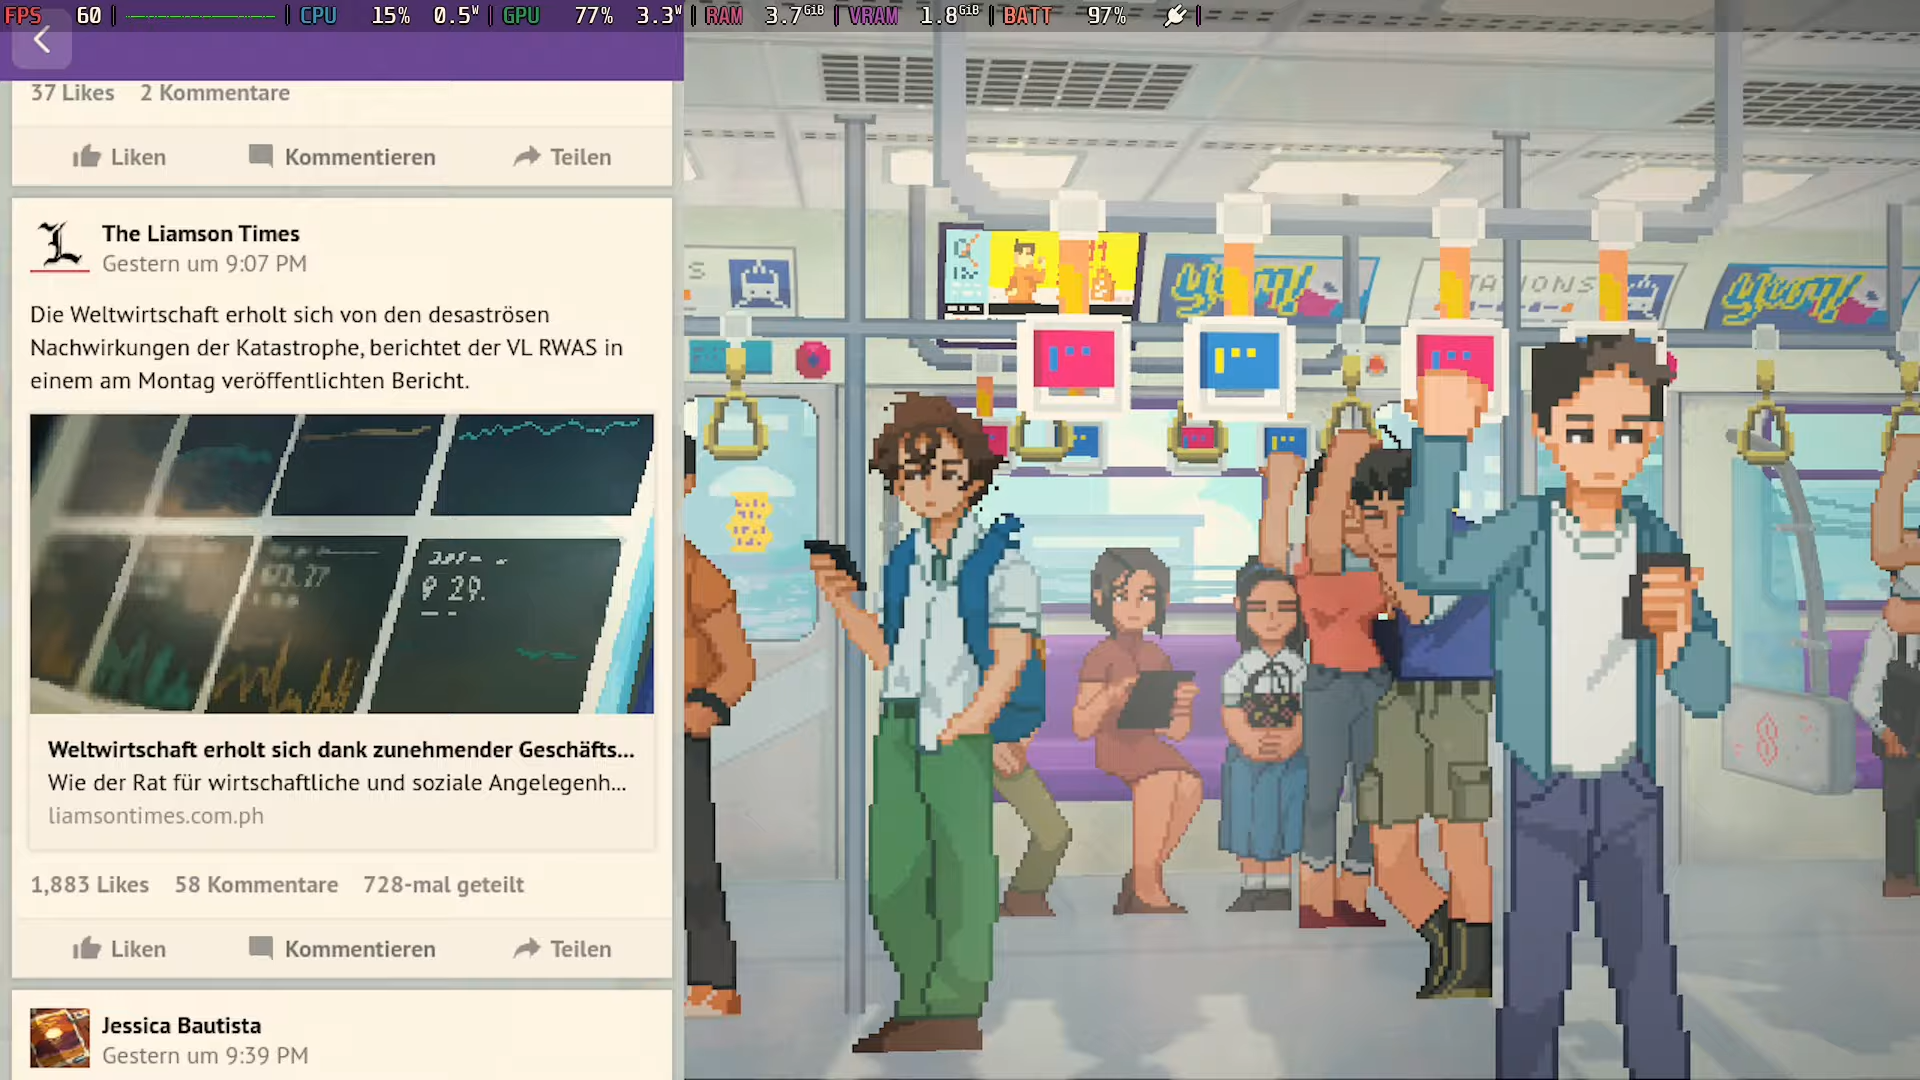 FPS 60 CPU 15% 0.5W GPU 77% 3.3W RAM 3.7GiB VRAM 1.8GiB BATT 97%
37 Likes 2 Kommentare
Liken Kommentieren Teilen
The Liamson Times
Gestern um 9:07 PM
Die Weltwirtschaft erholt sich von den desaströsen
Nachwirkungen der Katastrophe, berichtet der VL RWAS in
einem am Montag veröffentlichten Bericht.
Weltwirtschaft erholt sich dank zunehmender Geschäfts...
Wie der Rat für wirtschaftliche und soziale Angelegenh...
liamsontimes.com.ph
1,883 Likes 58 Kommentare 728-mal geteilt
Liken Kommentieren Teilen
Jessica Bautista
Gestern um 9:39 PM
yum!
TATIONS
yum!